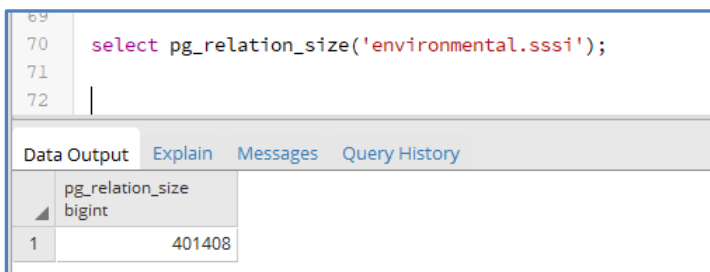 69
70 select pg_relation_size('environmental.sssi');
71
72
Data Output Explain Messages Query History
pg_relation_size
bigint
1 401408